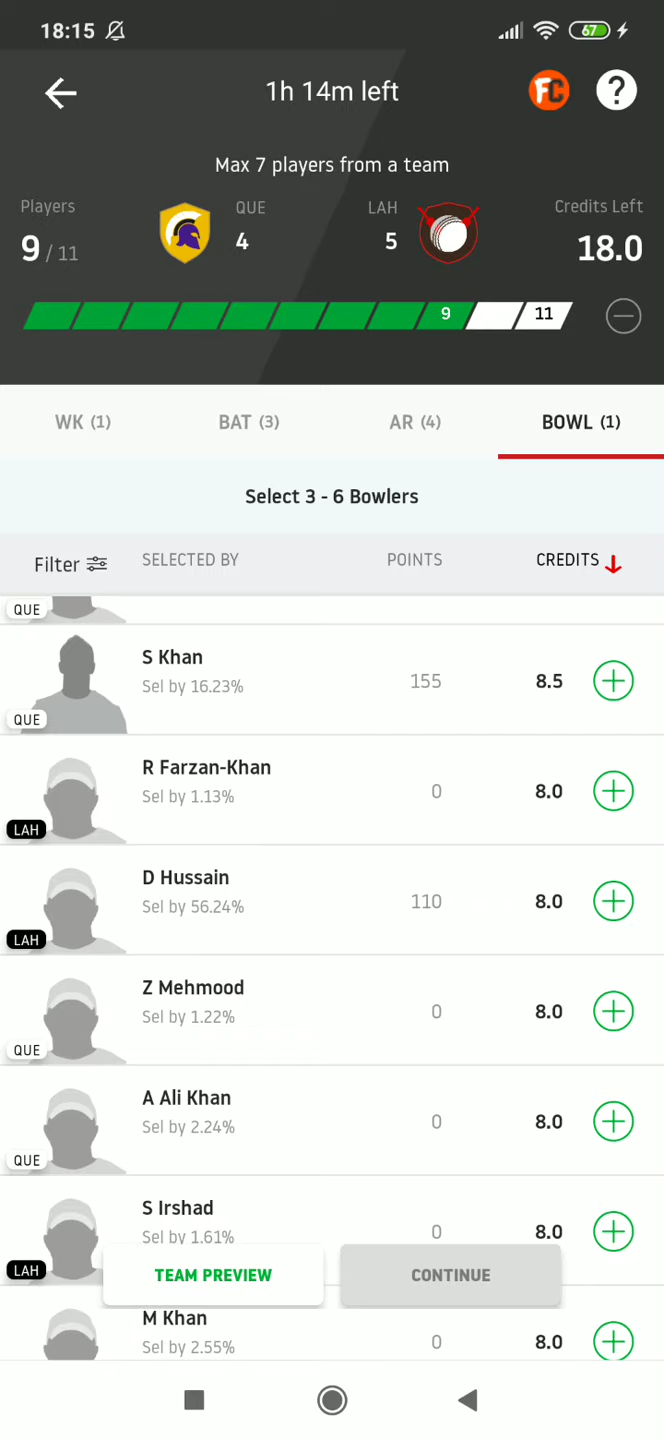 18:15
67
1h 14m left
FC
?
Max 7 players from a team
Players
QUE
LAH
Credits Left
9 / 11
4
5
18.0
9
11
WK (1)
BAT (3)
AR (4)
BOWL (1)
Select 3 - 6 Bowlers
Filter
SELECTED BY
POINTS
CREDITS
QUE
S Khan
Sel by 16.23%
155
8.5
QUE
R Farzan-Khan
Sel by 1.13%
0
8.0
LAH
D Hussain
Sel by 56.24%
110
8.0
LAH
Z Mehmood
Sel by 1.22%
0
8.0
QUE
A Ali Khan
Sel by 2.24%
0
8.0
QUE
S Irshad
Sel by 1.61%
0
8.0
LAH
TEAM PREVIEW
CONTINUE
M Khan
Sel by 2.55%
0
8.0